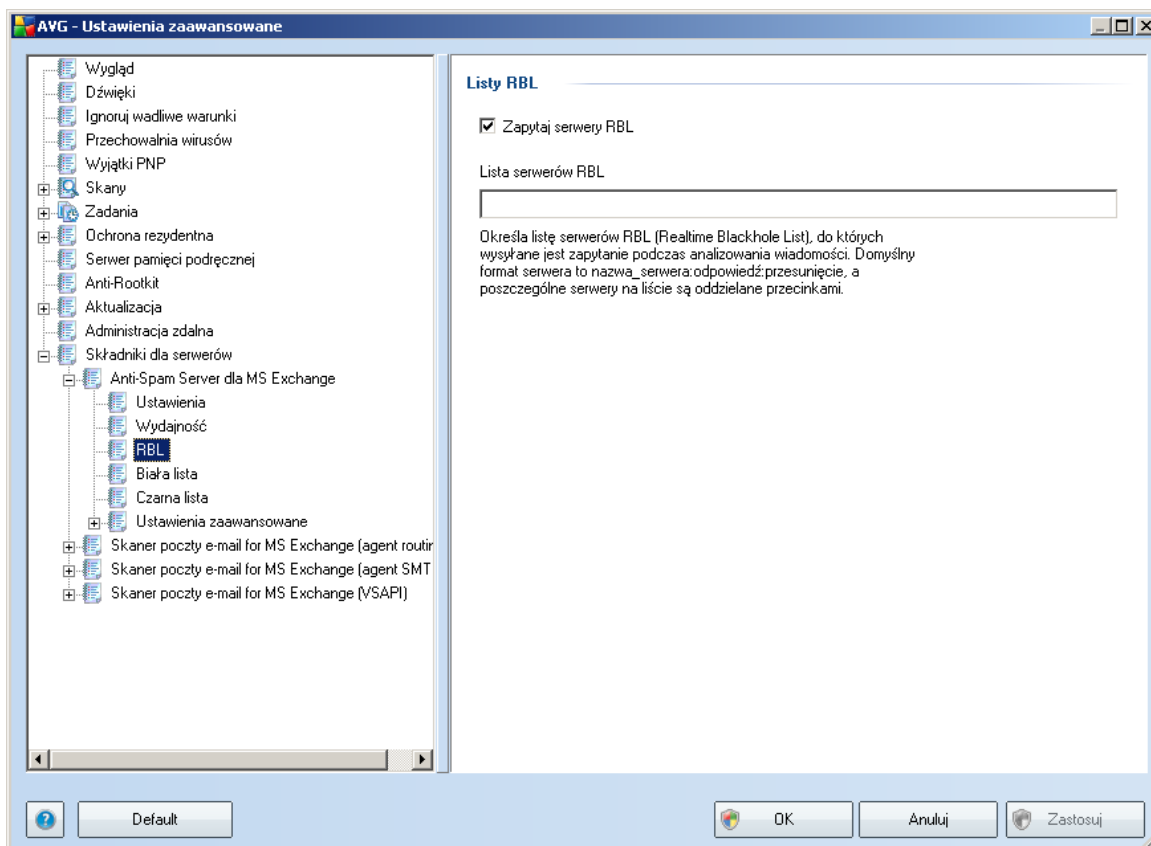 AVG - Ustawienia zaawansowane
Wygląd
Dźwięki
Ignoruj wadliwe warunki
Przechowalnia wirusów
Wyjątki PNP
Skany
Zadania
Ochrona rezydentna
Serwer pamięci podręcznej
Anti-Rootkit
Aktualizacja
Administracja zdalna
Składniki dla serwerów
Anti-Spam Server dla MS Exchange
Ustawienia
Wydajność
RBL
Biała lista
Czarna lista
Ustawienia zaawansowane
Skaner poczty e-mail for MS Exchange (agent routir
Skaner poczty e-mail for MS Exchange (agent SMT
Skaner poczty e-mail for MS Exchange (VSAPI)
Listy RBL
Zapytaj serwery RBL
Lista serwerów RBL
Określa listę serwerów RBL (Realtime Blackhole List), do których
wysyłane jest zapytanie podczas analizowania wiadomości. Domyślny
format serwera to nazwa_serwera:odpowiedź:przesunięcie, a
poszczególne serwery na liście są oddzielane przecinkami.
Default
OK
Anuluj
Zastosuj